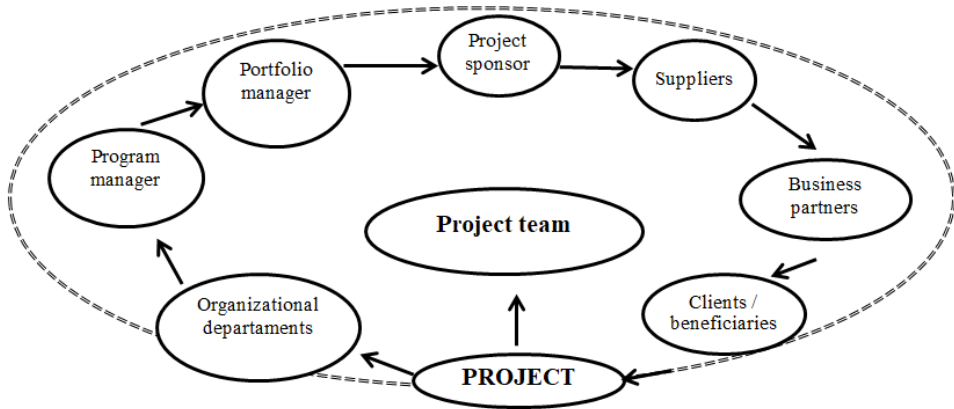 Project
sponsor
Portfolio
manager
Suppliers
Program
manager
Business
partners
Project team
Organizational
departaments
Clients /
beneficiaries
PROJECT